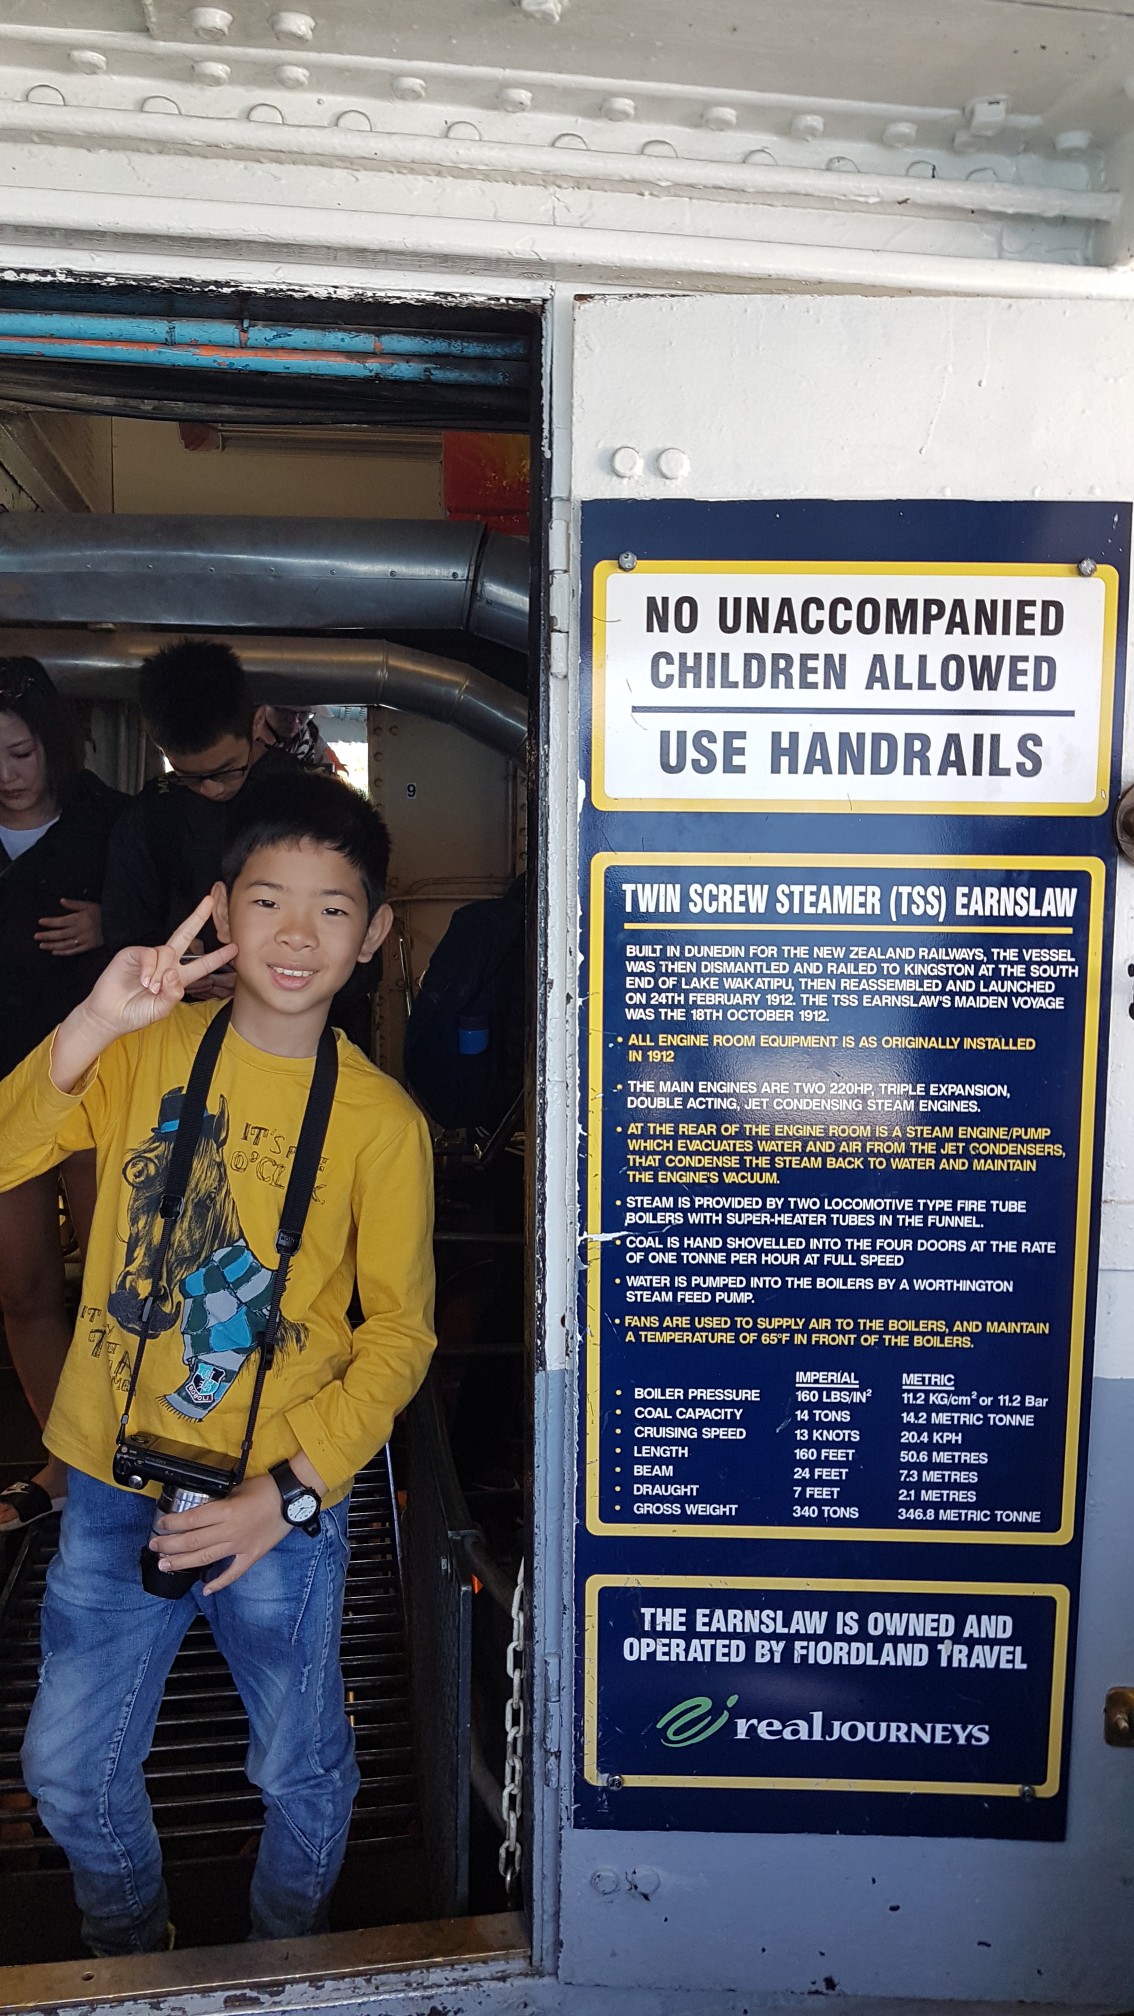 NO UNACCOMPANIED
CHILDREN ALLOWED
USE HANDRAILS
TWIN SCREW STEAMER (TSS) EARNSLAW
BUILT IN DUNEDIN FOR THE NEW ZEALAND RAILWAYS, THE VESSEL
WAS THEN DISMANTLED AND RAILED TO KINGSTON AT THE SOUTH
END OF LAKE WAKATIPU, THEN REASSEMBLED AND LAUNCHED
ON 24TH FEBRUARY 1912. THE TSS EARNSLAW'S MAIDEN VOYAGE
WAS THE 18TH OCTOBER 1912.
• ALL ENGINE ROOM EQUIPMENT IS AS ORIGINALLY INSTALLED
IN 1912
• THE MAIN ENGINES ARE TWO 220HP, TRIPLE EXPANSION,
DOUBLE ACTING, JET CONDENSING STEAM ENGINES.
• AT THE REAR OF THE ENGINE ROOM IS A STEAM ENGINE/PUMP
WHICH EVACUATES WATER AND AIR FROM THE JET CONDENSERS,
THAT CONDENSE THE STEAM BACK TO WATER AND MAINTAIN
THE ENGINE'S VACUUM.
• STEAM IS PROVIDED BY TWO LOCOMOTIVE TYPE FIRE TUBE
BOILERS WITH SUPER-HEATER TUBES IN THE FUNNEL.
• COAL IS HAND SHOVELLED INTO THE FOUR DOORS AT THE RATE
OF ONE TONNE PER HOUR AT FULL SPEED
• WATER IS PUMPED INTO THE BOILERS BY A WORTHINGTON
STEAM FEED PUMP.
• FANS ARE USED TO SUPPLY AIR TO THE BOILERS, AND MAINTAIN
A TEMPERATURE OF 65°F IN FRONT OF THE BOILERS.
IMPERIAL METRIC
• BOILER PRESSURE 160 LBS/IN² 11.2 KG/cm² or 11.2 Bar
• COAL CAPACITY 14 TONS 14.2 METRIC TONNE
• CRUISING SPEED 13 KNOTS 20.4 KPH
• LENGTH 160 FEET 50.6 METRES
• BEAM 24 FEET 7.3 METRES
• DRAUGHT 7 FEET 2.1 METRES
• GROSS WEIGHT 340 TONS 346.8 METRIC TONNE
THE EARNSLAW IS OWNED AND
OPERATED BY FIORDLAND TRAVEL
realJOURNEYS
9
IT'S
O'CLCK